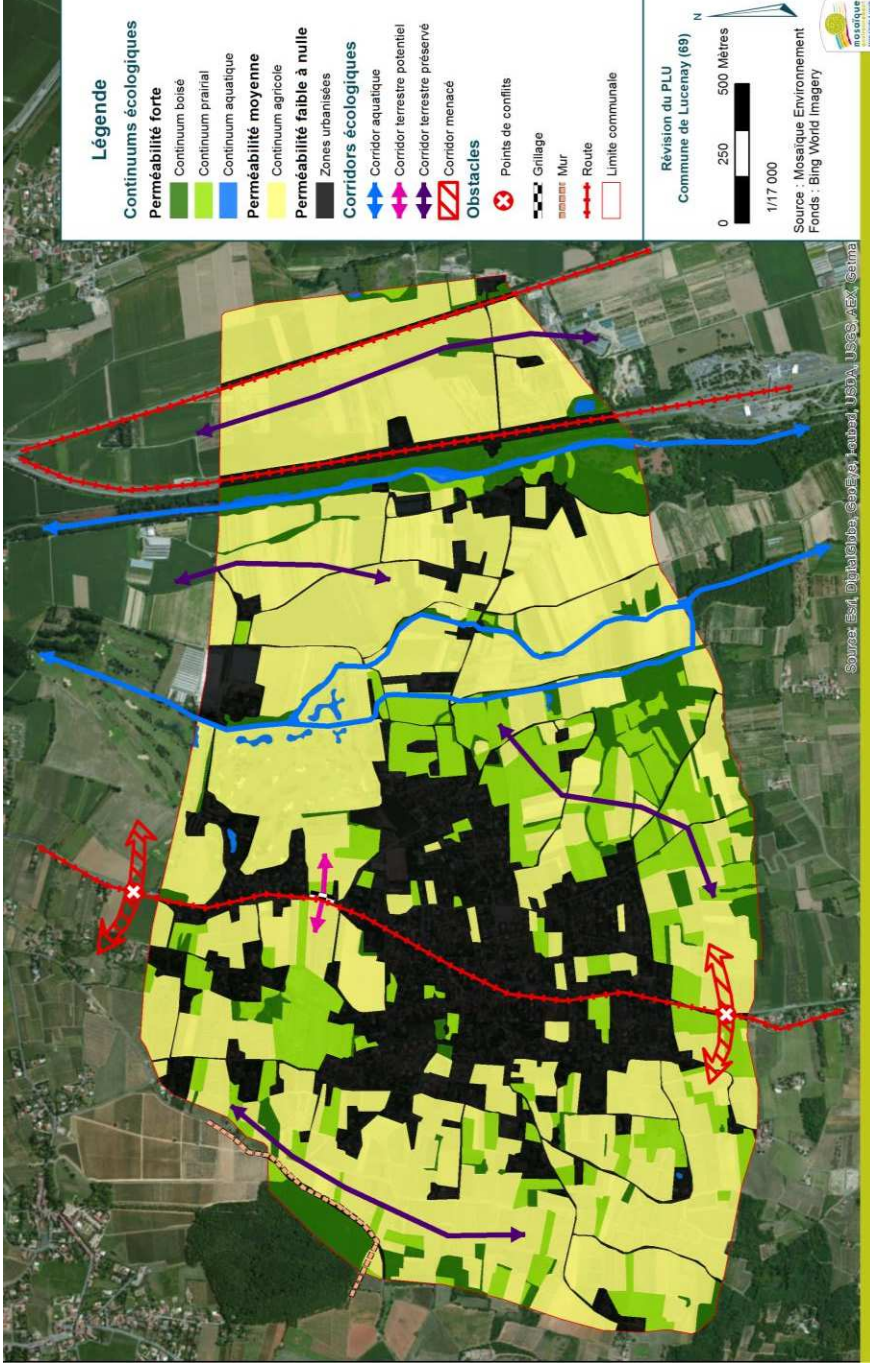 Légende
Continuums écologiques
Perméabilité forte
Continuum boisé
Continuum prairial
Continuum aquatique
Perméabilité moyenne
Continuum agricole
Perméabilité faible à nulle
Zones urbanisées
Corridors écologiques
Corridor aquatique
Corridor terrestre potentiel
Corridor terrestre préservé
Corridor menacé
Obstacles
Points de conflits
Grillage
Mur
Route
Limite communale
Révision du PLU
Commune de Lucenay (69)
N
0 250 500 Mètres
1/17 000
Source : Mosaïque Environnement
Fonds : Bing World Imagery
mosaïque
Source: Esri, DigitalGlobe, GeoEye, i-cubed, USDA, USGS, AEX, Getma